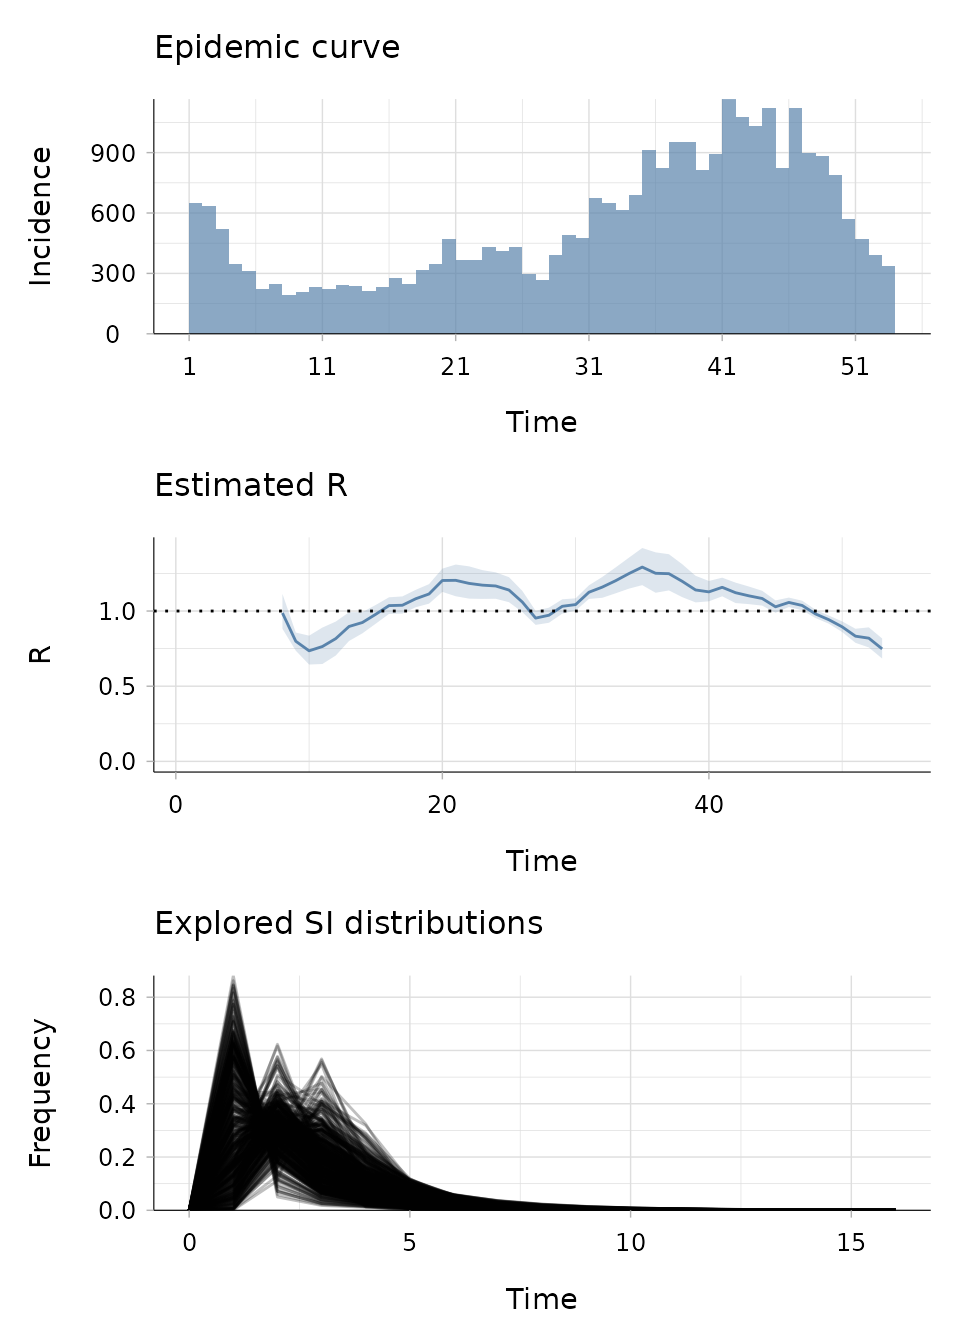 Epidemic curve
Incidence
900
600
300
0
1 11 21 31 41 51
Time
Estimated R
R
1.0
0.5
0.0
0 20 40
Time
Explored SI distributions
Frequency
0.8
0.6
0.4
0.2
0.0
0 5 10 15
Time